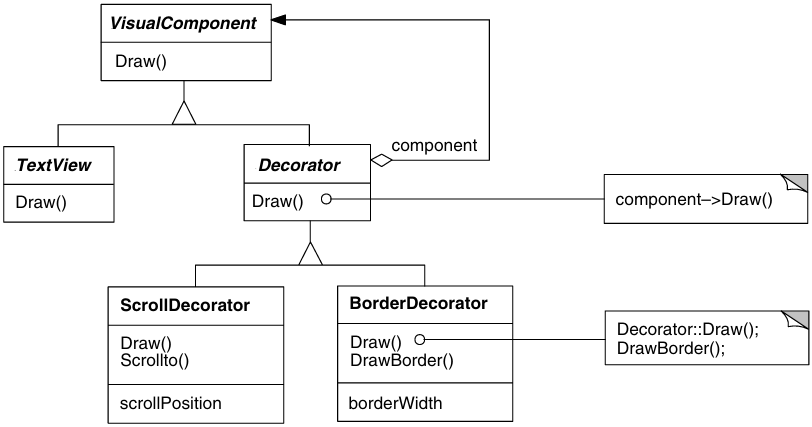 VisualComponent
Draw()
component
TextView
Draw()
Decorator
Draw()
component–>Draw()
ScrollDecorator
Draw()
Scrollto()
scrollPosition
BorderDecorator
Draw()
DrawBorder()
borderWidth
Decorator::Draw();
DrawBorder();